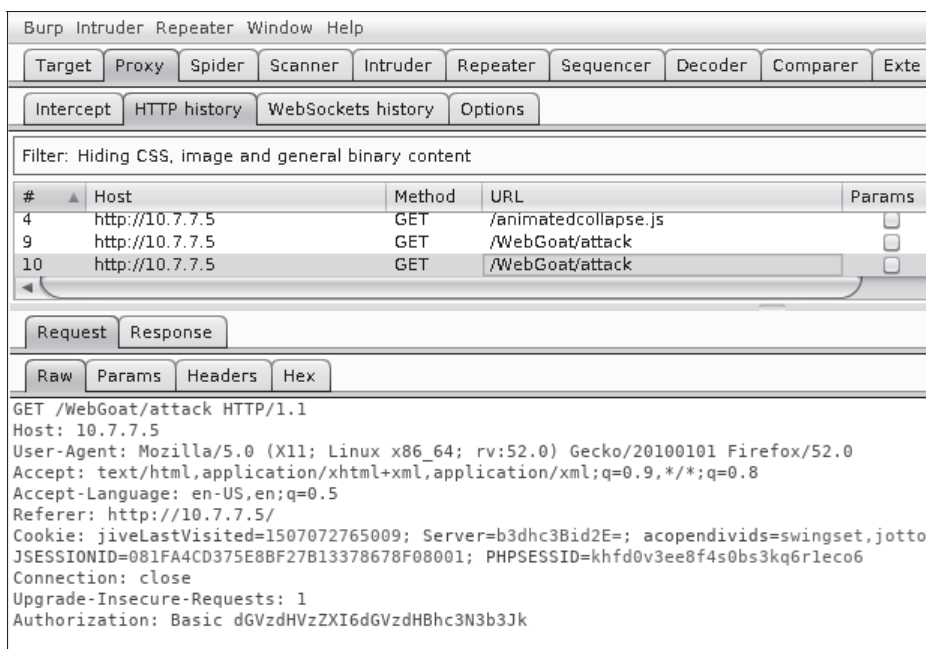 Burp Intruder Repeater Window Help
Target Proxy Spider Scanner Intruder Repeater Sequencer Decoder Comparer Exte
Intercept HTTP history WebSockets history Options
Filter: Hiding CSS, image and general binary content
# Host Method URL Params
4 http://10.7.7.5 GET /animatedcollapse.js
9 http://10.7.7.5 GET /WebGoat/attack
10 http://10.7.7.5 GET /WebGoat/attack
Request Response
Raw Params Headers Hex
GET /WebGoat/attack HTTP/1.1
Host: 10.7.7.5
User-Agent: Mozilla/5.0 (X11; Linux x86_64; rv:52.0) Gecko/20100101 Firefox/52.0
Accept: text/html,application/xhtml+xml,application/xml;q=0.9,*/*;q=0.8
Accept-Language: en-US,en;q=0.5
Referer: http://10.7.7.5/
Cookie: jiveLastVisited=1507072765009; Server=b3dhc3Bid2E=; acopendivids=swingset,jotto
JSESSIONID=081FA4CD375E8BF27B13378678F08001; PHPSESSID=khfd0v3ee8f4s0bs3kq6r1eco6
Connection: close
Upgrade-Insecure-Requests: 1
Authorization: Basic dGVzdHVzZXI6dGVzdHBhc3N3b3Jk